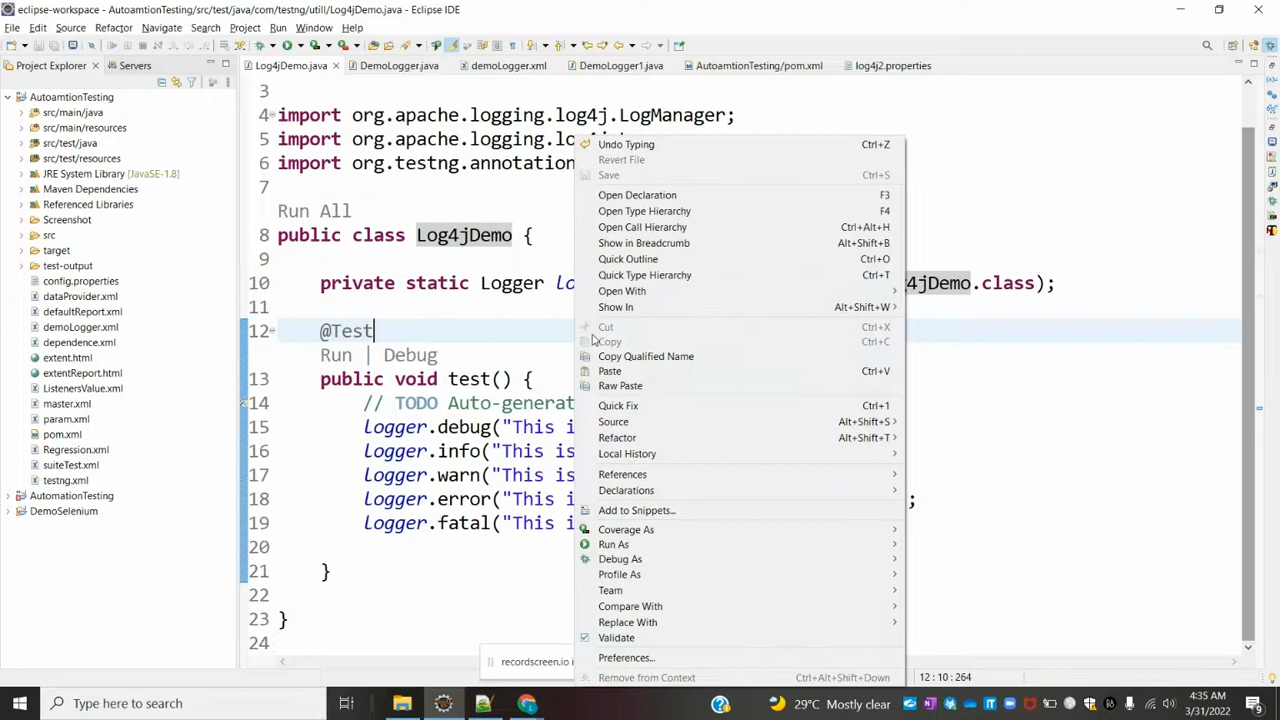 eclipse-workspace - AutoamtionTesting/src/test/java/com/testng/utill/Log4jDemo.java - Eclipse IDE
File Edit Source Refactor Navigate Search Project Run Window Help
Project Explorer Servers
Log4jDemo.java DemoLogger.java demoLogger.xml DemoLogger1.java AutoamtionTesting/pom.xml log4j2.properties
AutoamtionTesting
src/main/java
src/main/resources
src/test/java
src/test/resources
JRE System Library [JavaSE-1.8]
Maven Dependencies
Referenced Libraries
Screenshot
src
target
test-output
config.properties
dataProvider.xml
defaultReport.xml
demoLogger.xml
dependence.xml
extent.html
extentReport.html
ListenersValue.xml
master.xml
param.xml
pom.xml
Regression.xml
suiteTest.xml
testng.xml
AutomationTesting
DemoSelenium
3
4 import org.apache.logging.log4j.LogManager;
5 import org.apache.logging.
6 import org.testng.annotation
7
Run All
8 public class Log4jDemo {
9
10 private static Logger lo g4jDemo.class);
11
12 @Test
Run | Debug
13 public void test() {
14 // TODO Auto-generat
15 logger.debug("This i
16 logger.info("This is
17 logger.warn("This is
18 logger.error("This i ;
19 logger.fatal("This i
20
21 }
22
23 }
24
Undo Typing Ctrl+Z
Revert File
Save Ctrl+S
Open Declaration F3
Open Type Hierarchy F4
Open Call Hierarchy Ctrl+Alt+H
Show in Breadcrumb Alt+Shift+B
Quick Outline Ctrl+O
Quick Type Hierarchy Ctrl+T
Open With
Show In Alt+Shift+W
Cut Ctrl+X
Copy Ctrl+C
Copy Qualified Name
Paste Ctrl+V
Raw Paste
Quick Fix Ctrl+1
Source Alt+Shift+S
Refactor Alt+Shift+T
Local History
References
Declarations
Add to Snippets...
Coverage As
Run As
Debug As
Profile As
Team
Compare With
Replace With
Validate
Preferences...
Remove from Context Ctrl+Alt+Shift+Down
recordscreen.io i
12 : 10 : 264
Type here to search
29°C Mostly clear
4:35 AM
3/31/2022
9